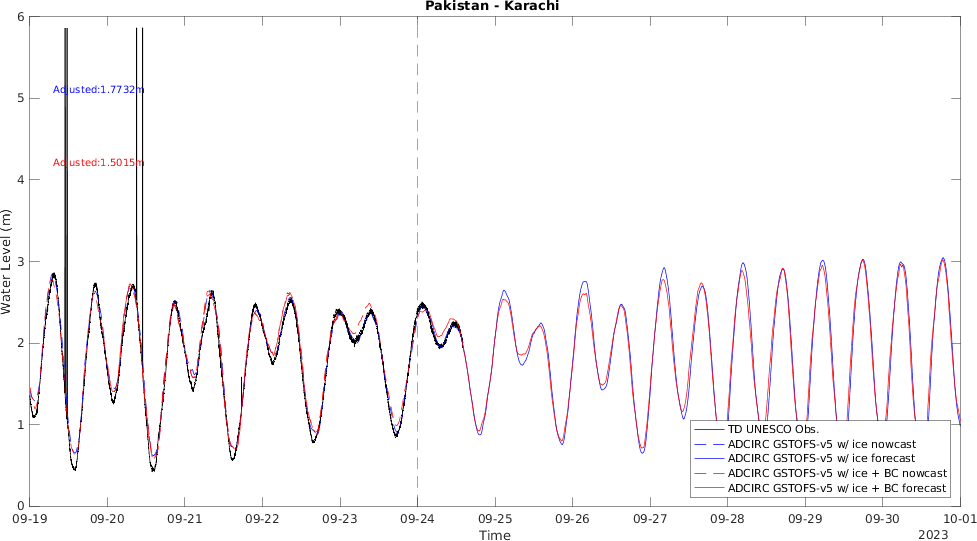 Pakistan - Karachi
6
5
4
3
2
1
0
Water Level (m)
Adjusted:1.7732m
Adjusted:1.5015m
TD UNESCO Obs.
ADCIRC GSTOFS-v5 w/ ice nowcast
ADCIRC GSTOFS-v5 w/ ice forecast
ADCIRC GSTOFS-v5 w/ ice + BC nowcast
ADCIRC GSTOFS-v5 w/ ice + BC forecast
09-19 09-20 09-21 09-22 09-23 09-24 09-25 09-26 09-27 09-28 09-29 09-30 10-01
Time
2023